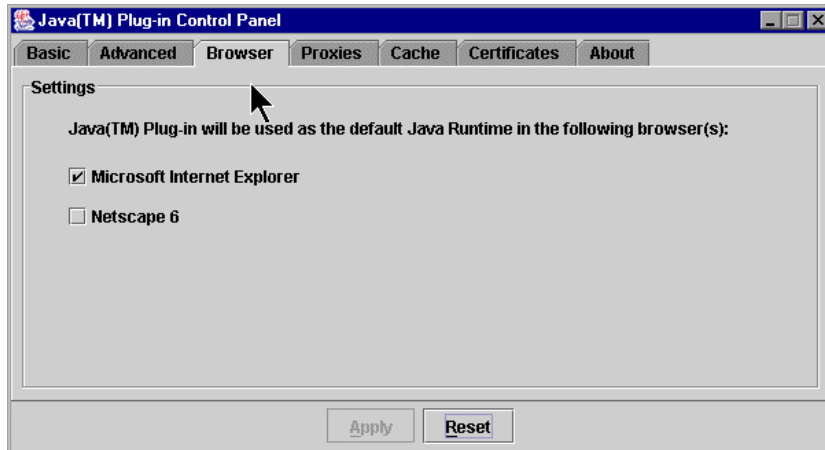 Java(TM) Plug-in Control Panel
Basic Advanced Browser Proxies Cache Certificates About
Settings
Java(TM) Plug-in will be used as the default Java Runtime in the following browser(s):
Microsoft Internet Explorer
Netscape 6
Apply Reset